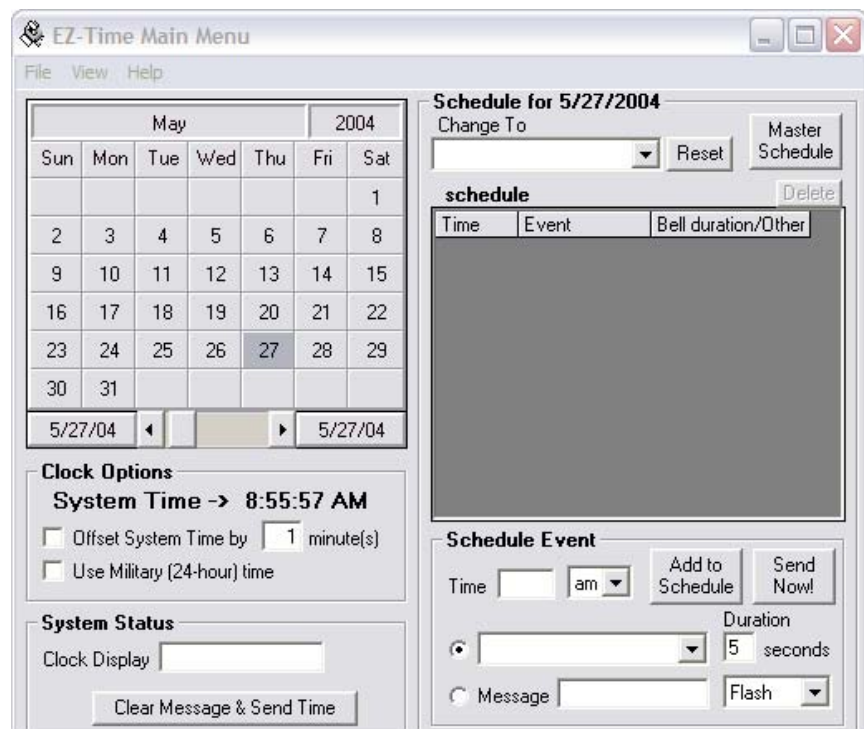 EZ-Time Main Menu
File View Help
May 2004
Sun Mon Tue Wed Thu Fri Sat
1
2 3 4 5 6 7 8
9 10 11 12 13 14 15
16 17 18 19 20 21 22
23 24 25 26 27 28 29
30 31
5/27/04 5/27/04
Clock Options
System Time -> 8:55:57 AM
Offset System Time by 1 minute(s)
Use Military (24-hour) time
System Status
Clock Display
Clear Message & Send Time
Schedule for 5/27/2004
Change To
Reset
Master Schedule
schedule
Delete
Time Event Bell duration/Other
Schedule Event
Time am
Add to Schedule
Send Now!
Duration
5 seconds
Message Flash